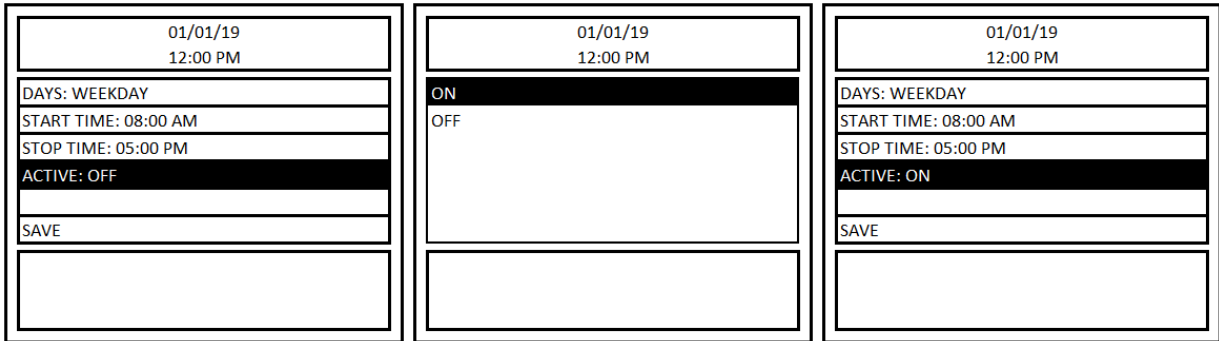 01/01/19
12:00 PM
DAYS: WEEKDAY
START TIME: 08:00 AM
STOP TIME: 05:00 PM
ACTIVE: OFF
SAVE
01/01/19
12:00 PM
ON
OFF
01/01/19
12:00 PM
DAYS: WEEKDAY
START TIME: 08:00 AM
STOP TIME: 05:00 PM
ACTIVE: ON
SAVE